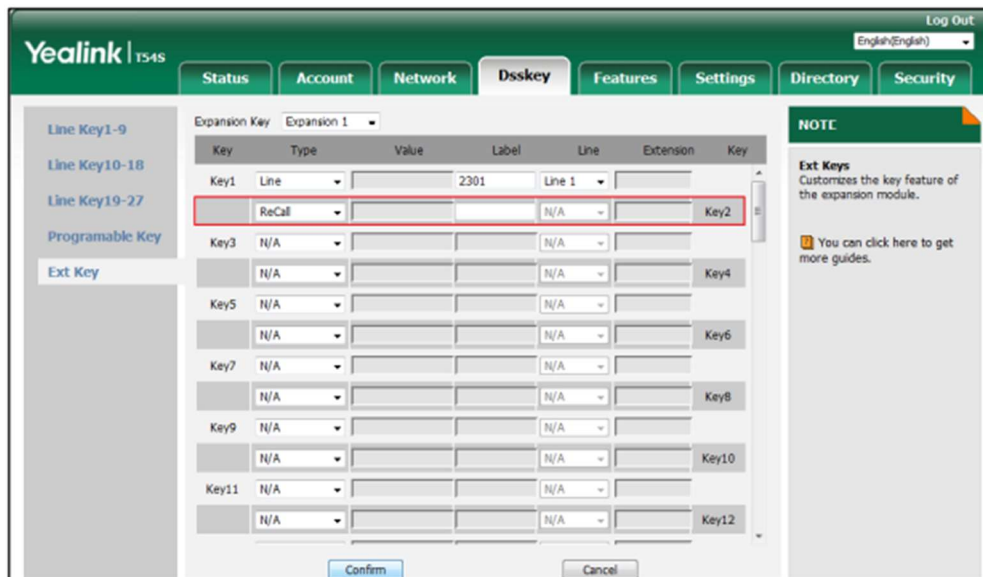 Log Out
Yealink T54S
English(English)
Status Account Network Dsskey Features Settings Directory Security
Line Key1-9
Line Key10-18
Line Key19-27
Programable Key
Ext Key
Expansion Key Expansion 1
Key Type Value Label Line Extension Key
Key1 Line 2301 Line 1
ReCall N/A Key2
Key3 N/A N/A
N/A N/A Key4
Key5 N/A N/A
N/A N/A Key6
Key7 N/A N/A
N/A N/A Key8
Key9 N/A N/A
N/A N/A Key10
Key11 N/A N/A
N/A N/A Key12
Confirm Cancel
NOTE
Ext Keys
Customizes the key feature of
the expansion module.
You can click here to get
more guides.